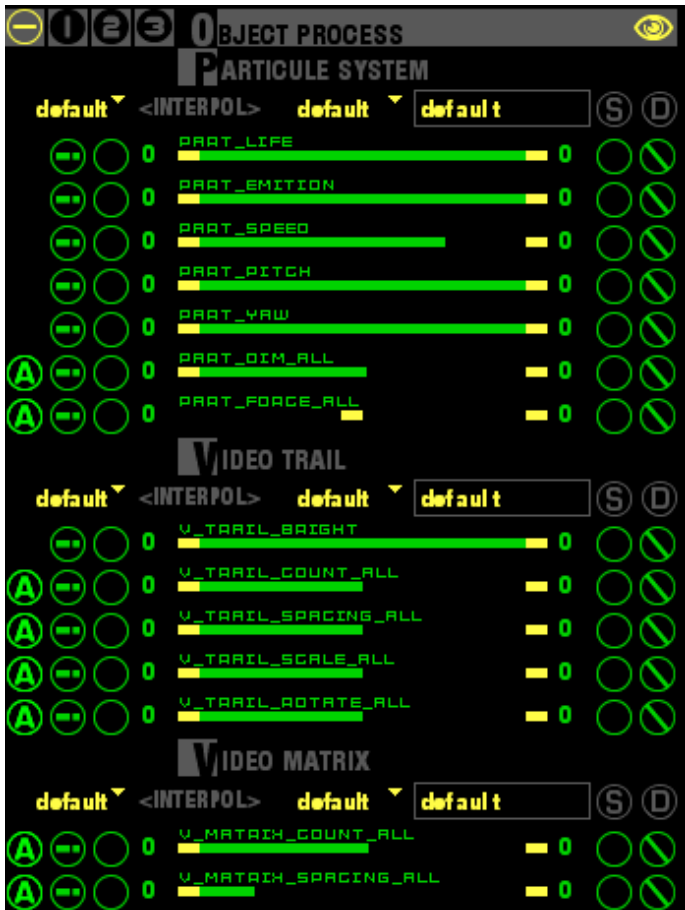 1 2 3 OBJECT PROCESS
PARTICULE SYSTEM
default <INTERPOL> default default S D
PART_LIFE
0 0
PART_EMITION
0 0
PART_SPEED
0 0
PART_PITCH
0 0
PART_YAW
0 0
PART_DIM_ALL
A 0 0
PART_FORCE_ALL
A 0 0
VIDEO TRAIL
default <INTERPOL> default default S D
V_TRAIL_BRIGHT
0 0
V_TRAIL_COUNT_ALL
A 0 0
V_TRAIL_SPACING_ALL
A 0 0
V_TRAIL_SCALE_ALL
A 0 0
V_TRAIL_ROTATE_ALL
A 0 0
VIDEO MATRIX
default <INTERPOL> default default S D
V_MATRIX_COUNT_ALL
A 0 0
V_MATRIX_SPACING_ALL
A 0 0